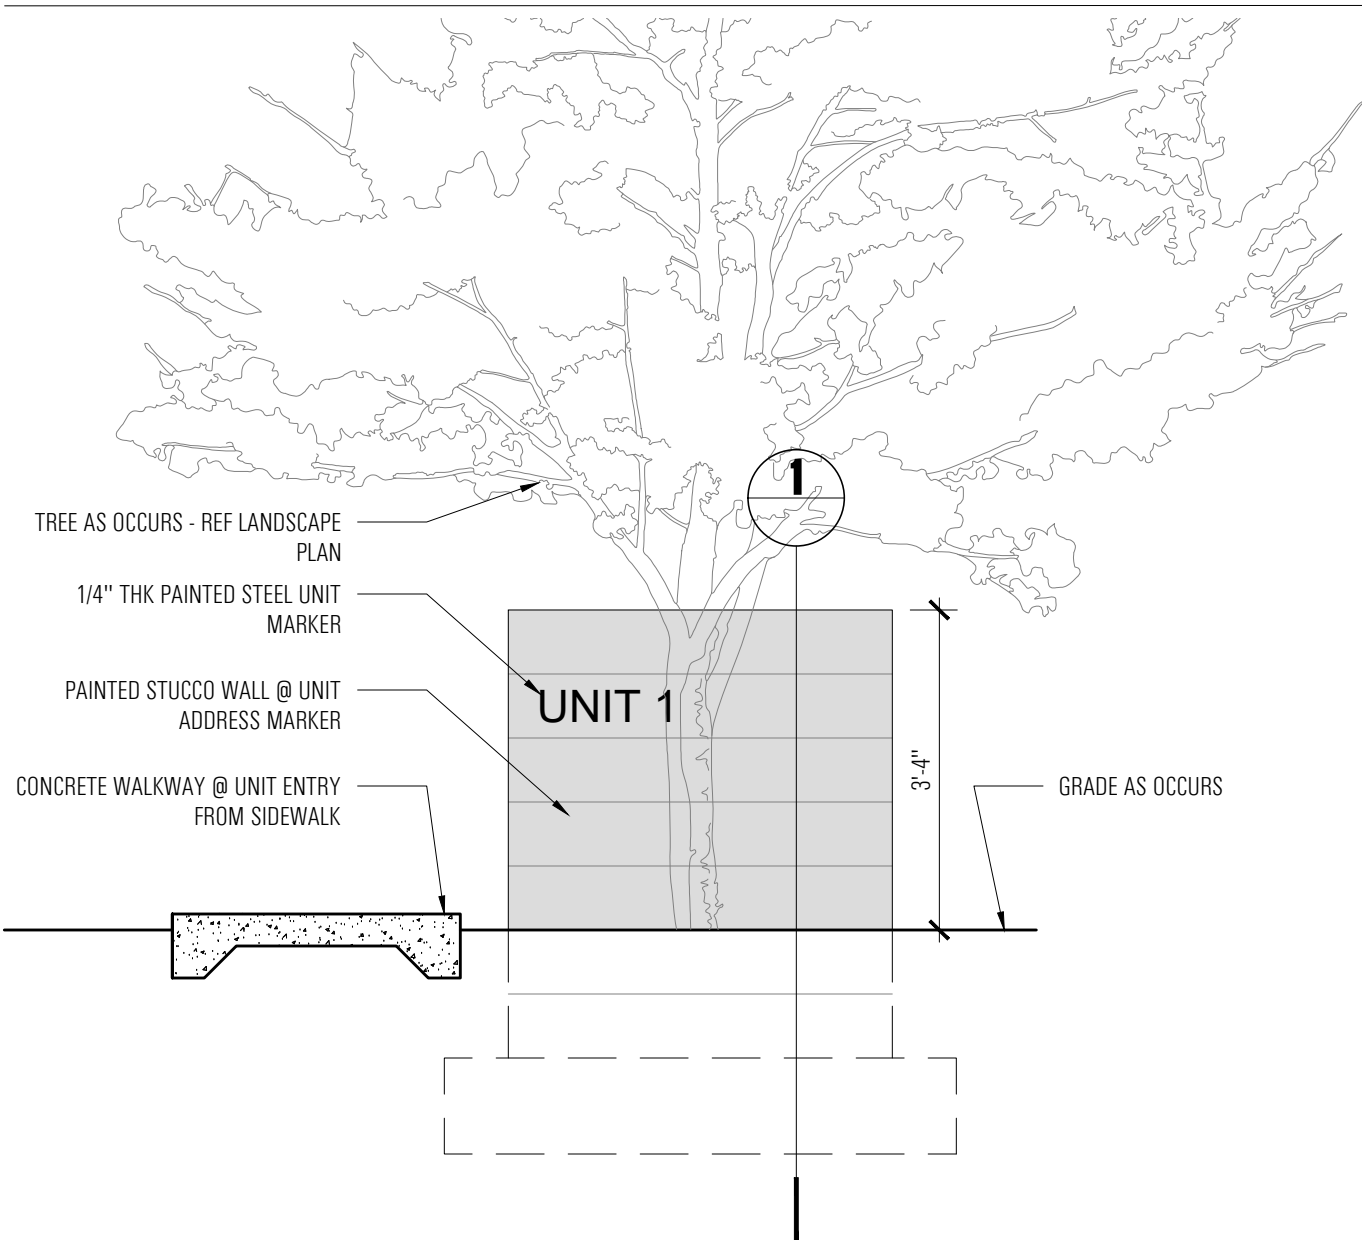 1
TREE AS OCCURS - REF LANDSCAPE
PLAN
1/4" THK PAINTED STEEL UNIT
MARKER
PAINTED STUCCO WALL @ UNIT
ADDRESS MARKER
UNIT 1
3'-4"
CONCRETE WALKWAY @ UNIT ENTRY
FROM SIDEWALK
GRADE AS OCCURS